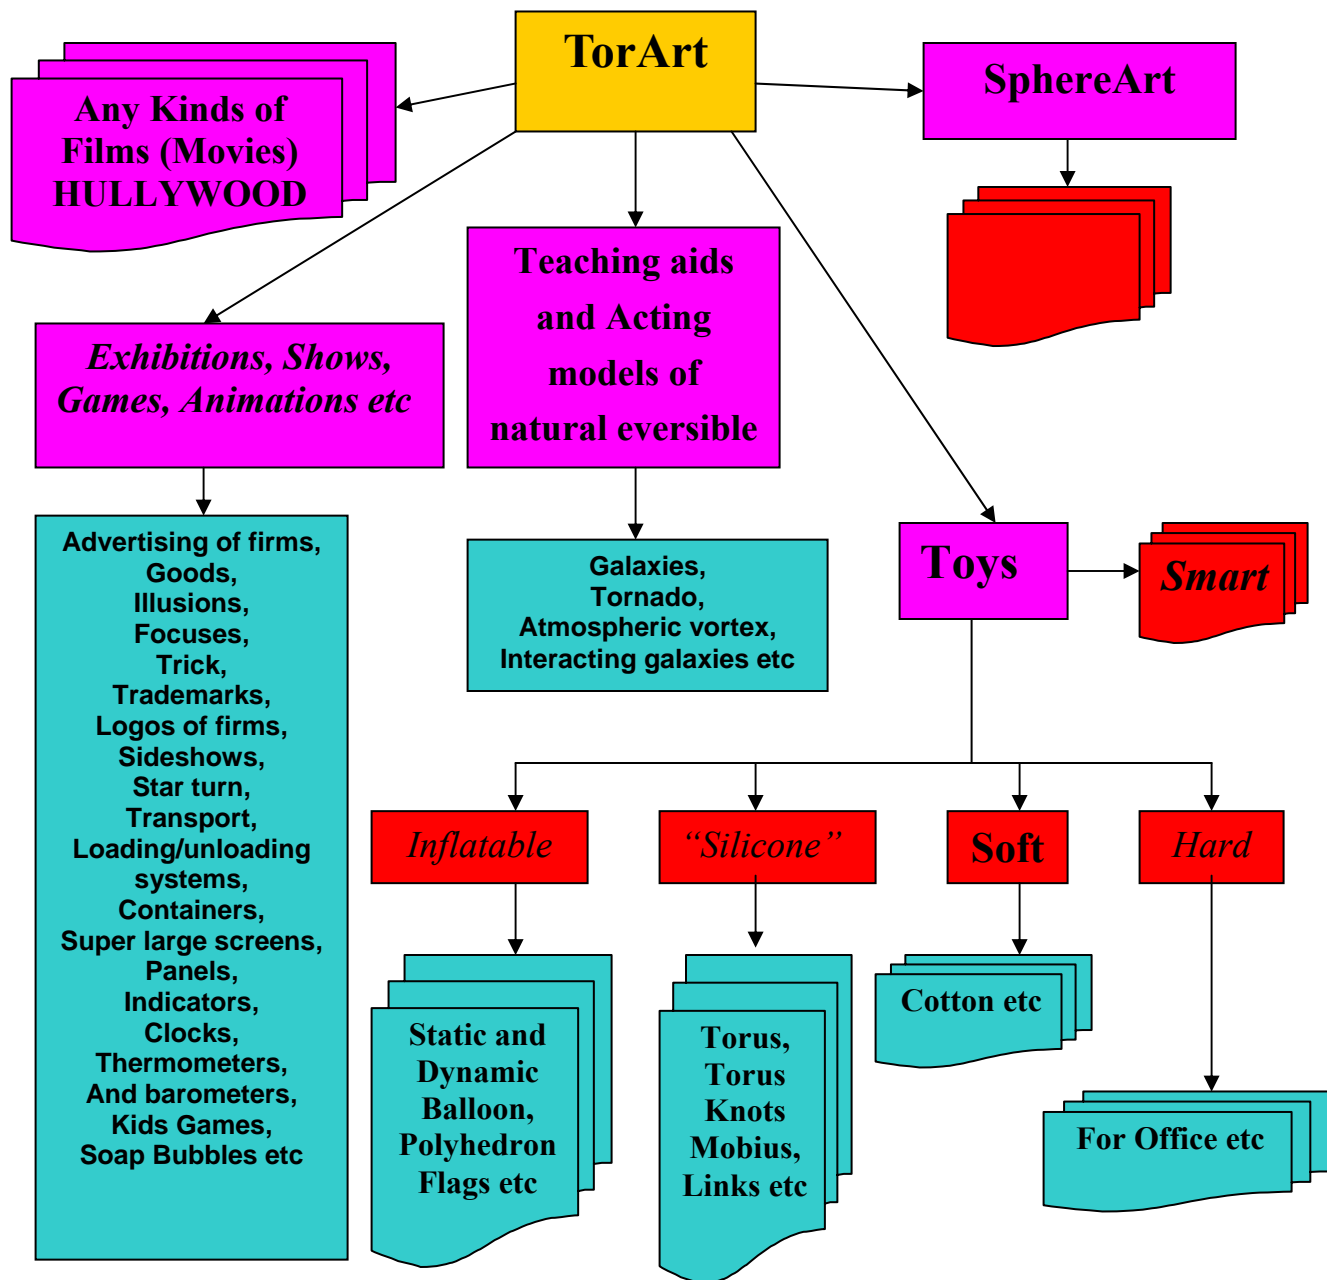 TorArt
SphereArt
Any Kinds of
Films (Movies)
HULLYWOOD
Teaching aids
and Acting
models of
natural eversible
Exhibitions, Shows,
Games, Animations etc
Advertising of firms,
Goods,
Illusions,
Focuses,
Trick,
Trademarks,
Logos of firms,
Sideshows,
Star turn,
Transport,
Loading/unloading
systems,
Containers,
Super large screens,
Panels,
Indicators,
Clocks,
Thermometers,
And barometers,
Kids Games,
Soap Bubbles etc
Galaxies,
Tornado,
Atmospheric vortex,
Interacting galaxies etc
Toys
Smart
Inflatable
“Silicone”
Soft
Hard
Static and
Dynamic
Balloon,
Polyhedron
Flags etc
Torus,
Torus
Knots
Mobius,
Links etc
Cotton etc
For Office etc